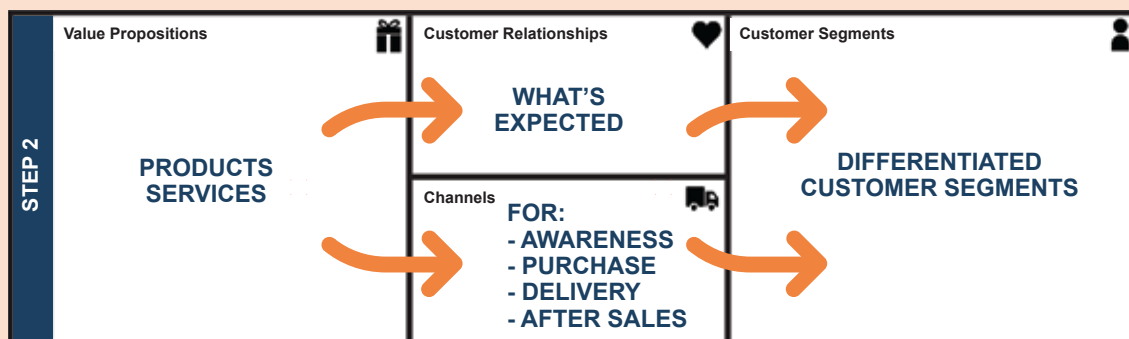 STEP 2
Value Propositions
PRODUCTS
SERVICES
Customer Relationships
WHAT'S
EXPECTED
Channels
FOR:
- AWARENESS
- PURCHASE
- DELIVERY
- AFTER SALES
Customer Segments
DIFFERENTIATED
CUSTOMER SEGMENTS